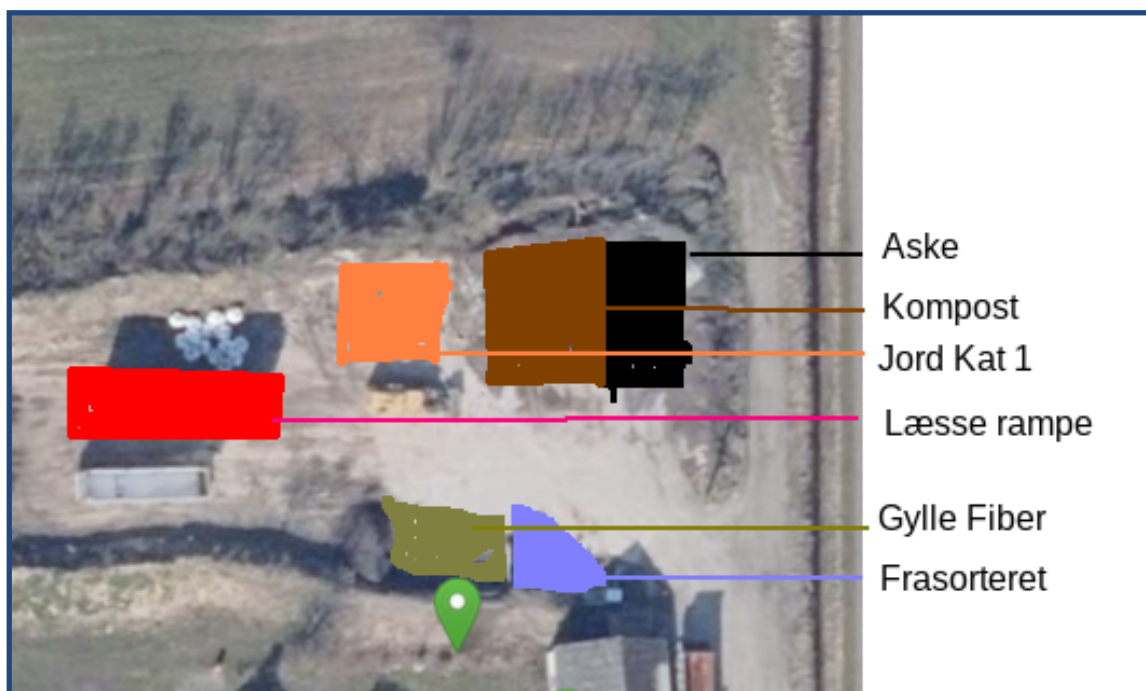 Aske
Kompost
Jord Kat 1
Læsse rampe
Gylle Fiber
Frasorteret